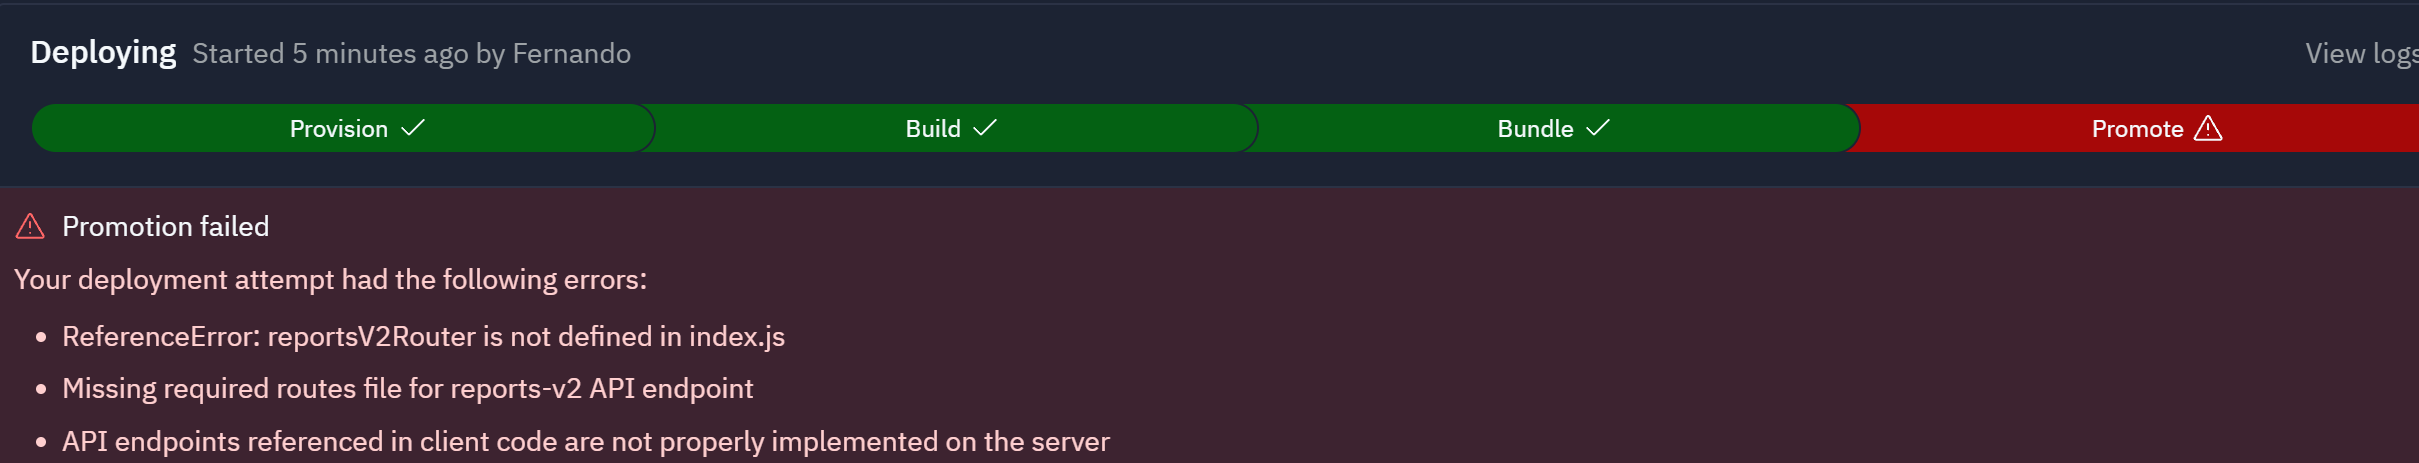 Deploying Started 5 minutes ago by Fernando View logs
Provision Build Bundle Promote
Promotion failed
Your deployment attempt had the following errors:
• ReferenceError: reportsV2Router is not defined in index.js
• Missing required routes file for reports-v2 API endpoint
• API endpoints referenced in client code are not properly implemented on the server